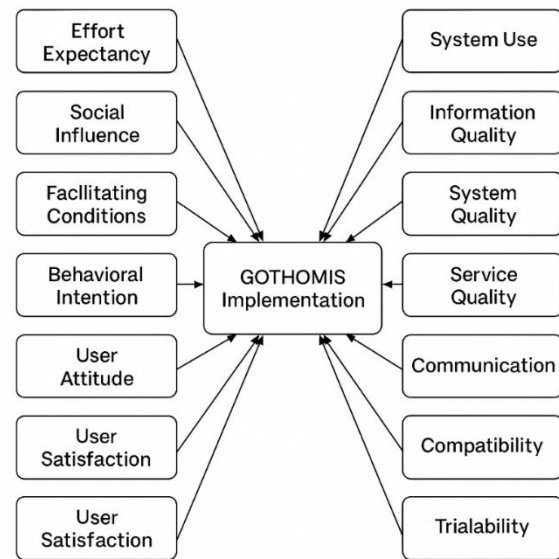 Effort
Expectancy
Social
Influence
Facllitating
Conditions
Behavioral
Intention
User
Attitude
User
Satisfaction
User
Satisfaction
GOTHOMIS
Implementation
System Use
Information
Quality
System
Quality
Service
Quality
Communication
Compatibility
Trialability